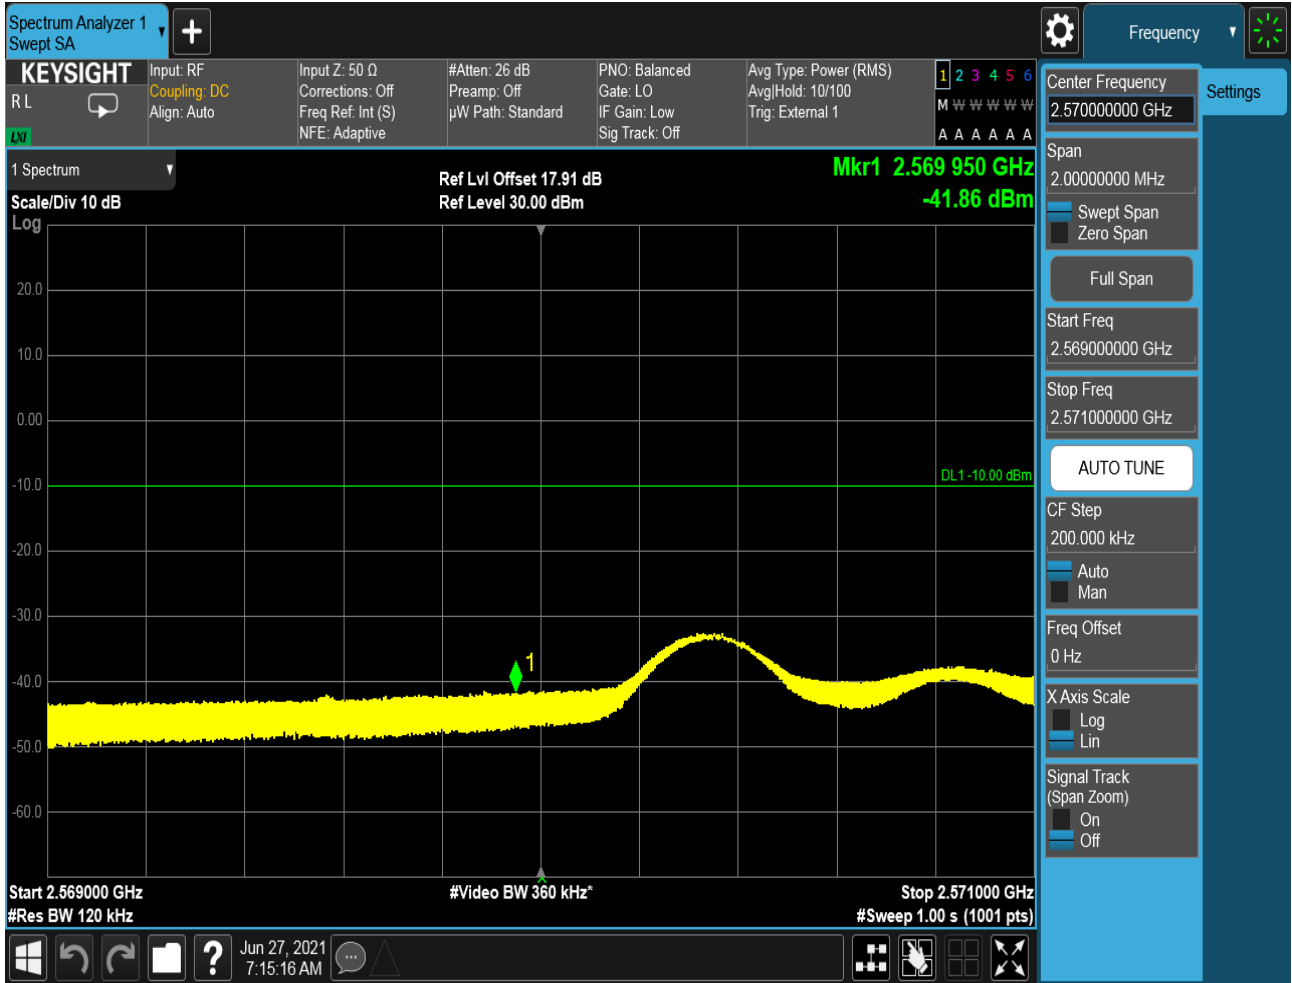 Spectrum Analyzer 1
Swept SA
Frequency
KEYSIGHT
R L
LXI
Input: RF
Coupling: DC
Align: Auto
Input Z: 50 Ω
Corrections: Off
Freq Ref: Int (S)
NFE: Adaptive
#Atten: 26 dB
Preamp: Off
µW Path: Standard
PNO: Balanced
Gate: LO
IF Gain: Low
Sig Track: Off
Avg Type: Power (RMS)
Avg|Hold: 10/100
Trig: External 1
1 2 3 4 5 6
M W W W W W
A A A A A A
1 Spectrum
Scale/Div 10 dB
Log
Ref Lvl Offset 17.91 dB
Ref Level 30.00 dBm
Mkr1 2.569 950 GHz
-41.86 dBm
20.0
10.0
0.00
-10.0
-20.0
-30.0
-40.0
-50.0
-60.0
DL1 -10.00 dBm
1
Start 2.569000 GHz
#Res BW 120 kHz
#Video BW 360 kHz*
Stop 2.571000 GHz
#Sweep 1.00 s (1001 pts)
Jun 27, 2021
7:15:16 AM
Center Frequency
2.570000000 GHz
Settings
Span
2.00000000 MHz
Swept Span
Zero Span
Full Span
Start Freq
2.569000000 GHz
Stop Freq
2.571000000 GHz
AUTO TUNE
CF Step
200.000 kHz
Auto
Man
Freq Offset
0 Hz
X Axis Scale
Log
Lin
Signal Track
(Span Zoom)
On
Off